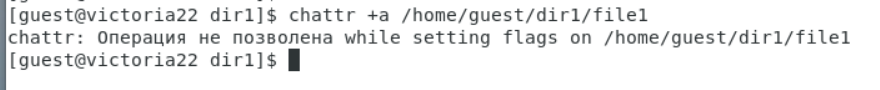 [guest@victoria22 dir1]$ chattr +a /home/guest/dir1/file1
chattr: Операция не позволена while setting flags on /home/guest/dir1/file1
[guest@victoria22 dir1]$